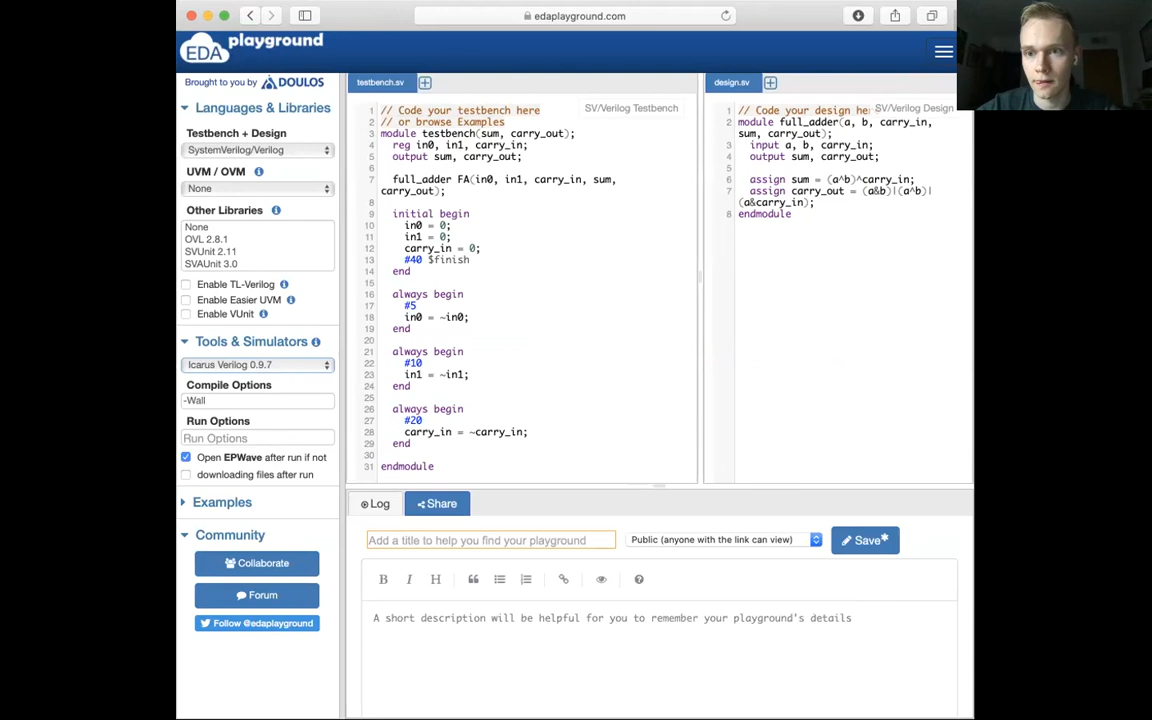 edaplayground.com
EDA playground
Brought to you by DOULOS
Languages & Libraries
Testbench + Design
SystemVerilog/Verilog
UVM / OVM
None
Other Libraries
None
OVL 2.8.1
SVUnit 2.11
SVAUnit 3.0
Enable TL-Verilog
Enable Easier UVM
Enable VUnit
Tools & Simulators
Icarus Verilog 0.9.7
Compile Options
-Wall
Run Options
Run Options
Open EPWave after run if not
downloading files after run
Examples
Community
Collaborate
Forum
Follow @edaplayground
testbench.sv
SV/Verilog Testbench
1 // Code your testbench here
2 // or browse Examples
3 module testbench(sum, carry_out);
4 reg in0, in1, carry_in;
5 output sum, carry_out;
6
7 full_adder FA(in0, in1, carry_in, sum,
carry_out);
8
9 initial begin
10 in0 = 0;
11 in1 = 0;
12 carry_in = 0;
13 #40 $finish
14 end
15
16 always begin
17 #5
18 in0 = ~in0;
19 end
20
21 always begin
22 #10
23 in1 = ~in1;
24 end
25
26 always begin
27 #20
28 carry_in = ~carry_in;
29 end
30
31 endmodule
design.sv
SV/Verilog Design
1 // Code your design he
2 module full_adder(a, b, carry_in,
sum, carry_out);
3 input a, b, carry_in;
4 output sum, carry_out;
5
6 assign sum = (a^b)^carry_in;
7 assign carry_out = (a&b)|(a^b)|
(a&carry_in);
8 endmodule
Log
Share
Add a title to help you find your playground
Public (anyone with the link can view)
Save*
B I H
A short description will be helpful for you to remember your playground's details